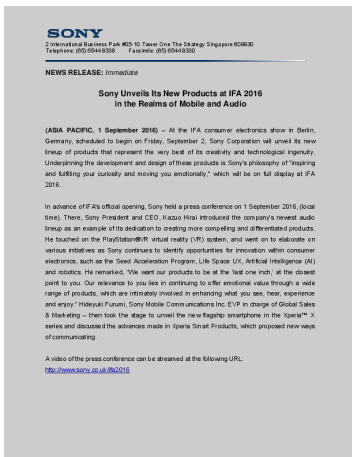 SONY
2 International Business Park #05-10 Tower One The Strategy Singapore 609930
Telephone: (65) 6544 8338 Facsimile: (65) 6544 8330
NEWS RELEASE: Immediate
Sony Unveils Its New Products at IFA 2016
in the Realms of Mobile and Audio
(ASIA PACIFIC, 1 September 2016) – At the IFA consumer electronics show in Berlin,
Germany, scheduled to begin on Friday, September 2, Sony Corporation will unveil its new
lineup of products that represent the very best of its creativity and technological ingenuity.
Underpinning the development and design of these products is Sony's philosophy of "inspiring
and fulfilling your curiosity and moving you emotionally," which will be on full display at IFA
2016.
In advance of IFA's official opening, Sony held a press conference on 1 September 2016, (local
time). There, Sony President and CEO, Kazuo Hirai introduced the company's newest audio
lineup as an example of its dedication to creating more compelling and differentiated products.
He touched on the PlayStation®VR virtual reality (VR) system, and went on to elaborate on
various initiatives as Sony continues to identify opportunities for innovation within consumer
electronics, such as the Seed Acceleration Program, Life Space UX, Artificial Intelligence (AI)
and robotics. He remarked, "We want our products to be at the 'last one inch,' at the closest
point to you. Our relevance to you lies in continuing to offer emotional value through a wide
range of products, which are intimately involved in enhancing what you see, hear, experience
and enjoy." Hideyuki Furumi, Sony Mobile Communications Inc. EVP in charge of Global Sales
& Marketing – then took the stage to unveil the new flagship smartphone in the Xperia™ X
series and discussed the advances made in Xperia Smart Products, which proposed new ways
of communicating.
A video of the press conference can be streamed at the following URL:
http://www.sony.co.uk/ifa2016